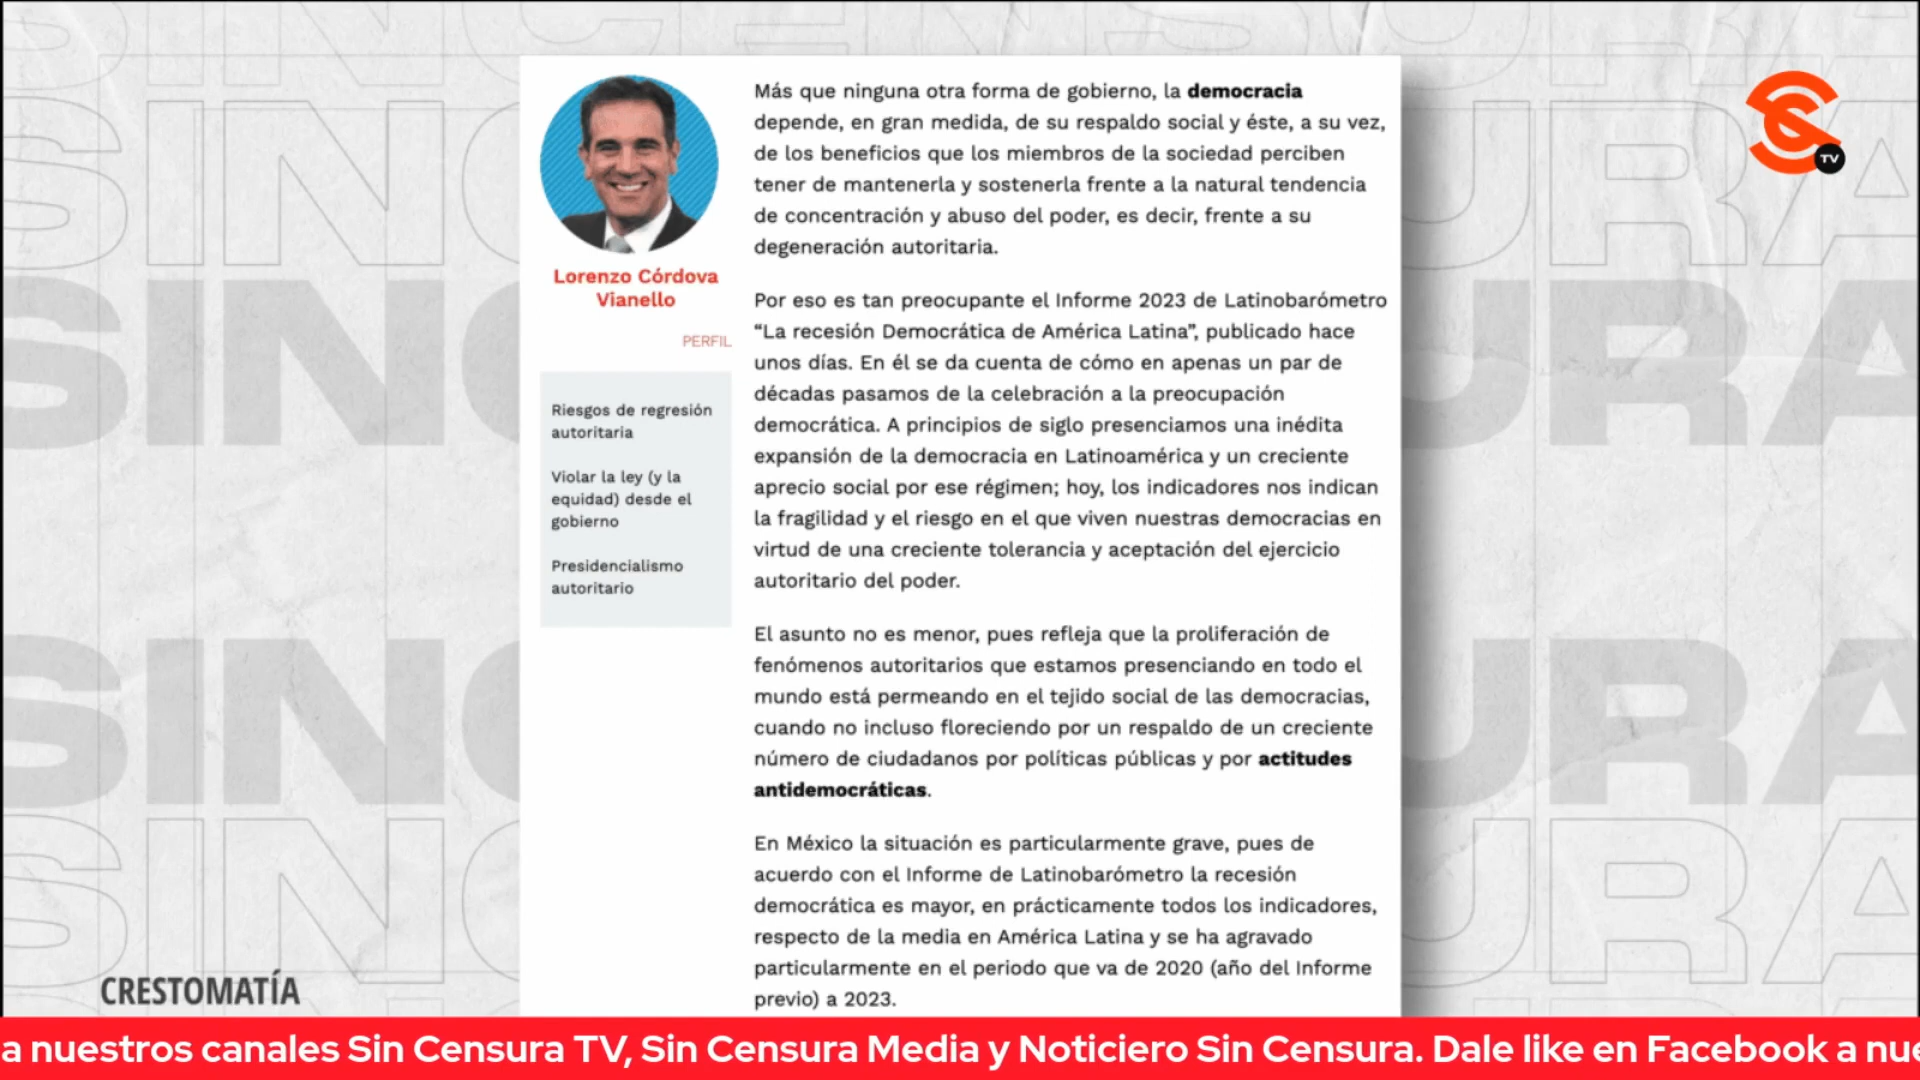 SINCENSURA
SINCENSURA
SINCENSURA
SINCENSURA
SINCENSURA
TV
Lorenzo Córdova
Vianello
PERFIL
Riesgos de regresión
autoritaria
Violar la ley (y la
equidad) desde el
gobierno
Presidencialismo
autoritario
Más que ninguna otra forma de gobierno, la democracia
depende, en gran medida, de su respaldo social y éste, a su vez,
de los beneficios que los miembros de la sociedad perciben
tener de mantenerla y sostenerla frente a la natural tendencia
de concentración y abuso del poder, es decir, frente a su
degeneración autoritaria.
Por eso es tan preocupante el Informe 2023 de Latinobarómetro
“La recesión Democrática de América Latina”, publicado hace
unos días. En él se da cuenta de cómo en apenas un par de
décadas pasamos de la celebración a la preocupación
democrática. A principios de siglo presenciamos una inédita
expansión de la democracia en Latinoamérica y un creciente
aprecio social por ese régimen; hoy, los indicadores nos indican
la fragilidad y el riesgo en el que viven nuestras democracias en
virtud de una creciente tolerancia y aceptación del ejercicio
autoritario del poder.
El asunto no es menor, pues refleja que la proliferación de
fenómenos autoritarios que estamos presenciando en todo el
mundo está permeando en el tejido social de las democracias,
cuando no incluso floreciendo por un respaldo de un creciente
número de ciudadanos por políticas públicas y por actitudes
antidemocráticas.
En México la situación es particularmente grave, pues de
acuerdo con el Informe de Latinobarómetro la recesión
democrática es mayor, en prácticamente todos los indicadores,
respecto de la media en América Latina y se ha agravado
particularmente en el periodo que va de 2020 (año del Informe
previo) a 2023.
CRESTOMATÍA
a nuestros canales Sin Censura TV, Sin Censura Media y Noticiero Sin Censura. Dale like en Facebook a nue